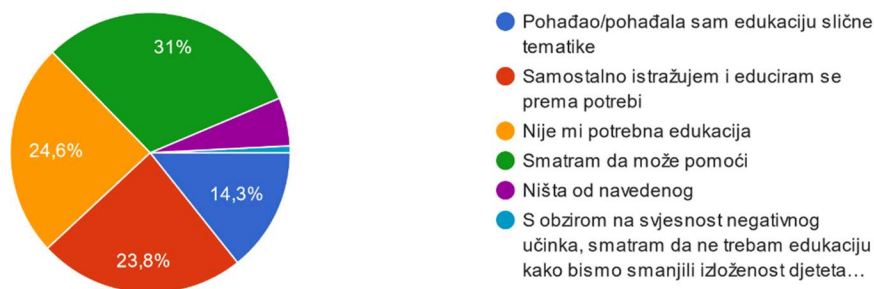 31%
24,6%
14,3%
23,8%
Pohađao/pohađala sam edukaciju slične
tematike
Samostalno istražujem i educiram se
prema potrebi
Nije mi potrebna edukacija
Smatram da može pomoći
Ništa od navedenog
S obzirom na svjesnost negativnog
učinka, smatram da ne trebam edukaciju
kako bismo smanjili izloženost djeteta…